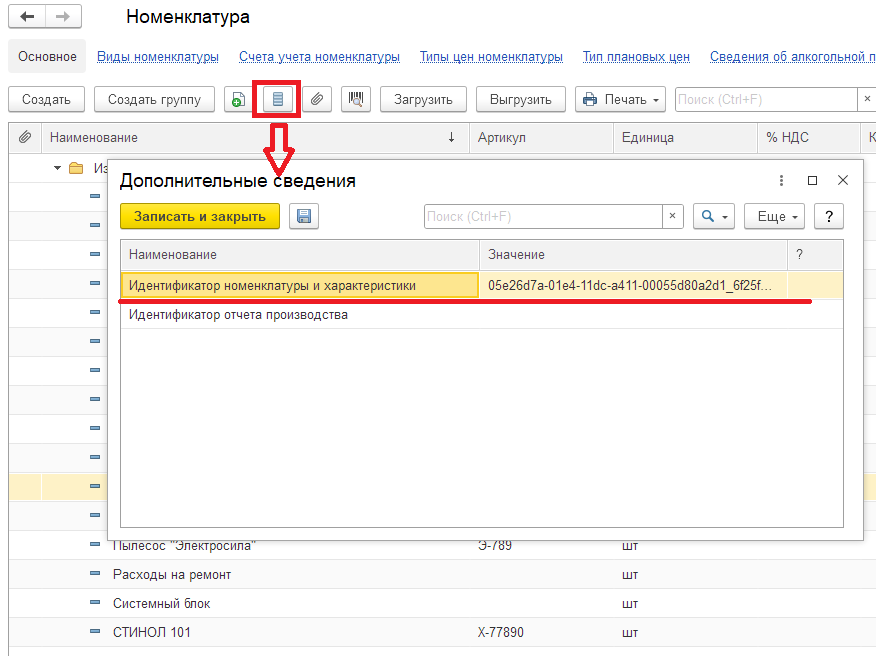 Номенклатура
Основное Виды номенклатуры Счета учета номенклатуры Типы цен номенклатуры Тип плановых цен Сведения об алкогольной п
Создать Создать группу Загрузить Выгрузить Печать Поиск (Ctrl+F) ×
Наименование ↓ Артикул Единица % НДС К
Из
Дополнительные сведения
Записать и закрыть Поиск (Ctrl+F) × Еще ?
Наименование Значение ?
Идентификатор номенклатуры и характеристики 05e26d7a-01e4-11dc-a411-00055d80a2d1_6f25f...
Идентификатор отчета производства
Пылесос "Электросила" Э-789 шт
Расходы на ремонт шт
Системный блок шт
СТИНОЛ 101 Х-77890 шт